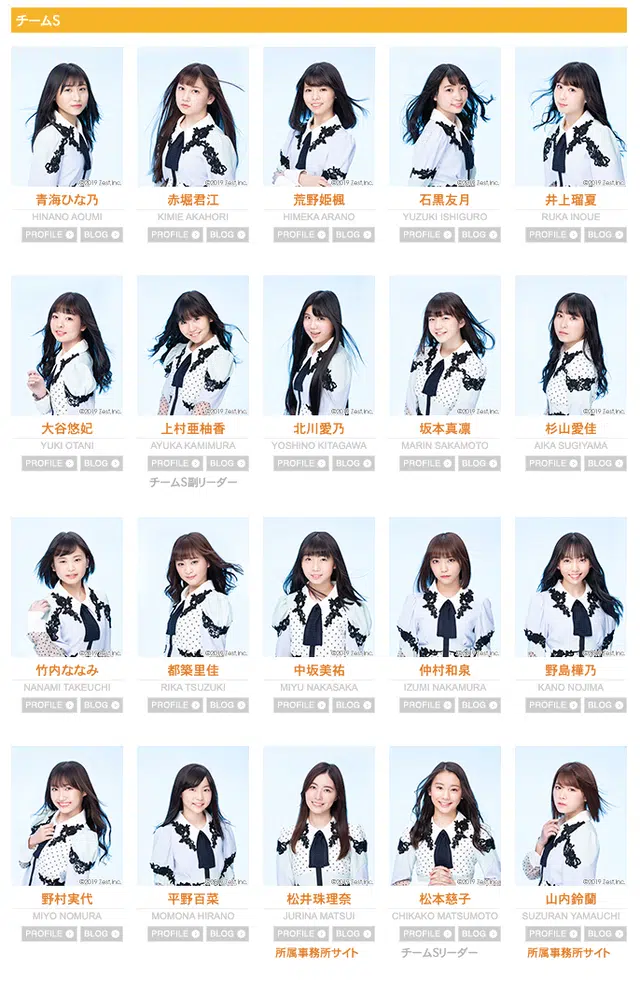 チームS
©2019 Zest,Inc. ©2019 Zest,Inc. ©2019 Zest,Inc. ©2019 Zest,Inc. ©2019 Zest,Inc.
青海ひな乃 赤堀君江 荒野姫楓 石黒友月 井上瑠夏
HINANO AOUMI KIMIE AKAHORI HIMEKA ARANO YUZUKI ISHIGURO RUKA INOUE
PROFILE BLOG PROFILE BLOG PROFILE BLOG PROFILE BLOG PROFILE BLOG
©2019 Zest,Inc. ©2019 Zest,Inc. ©2019 Zest,Inc. ©2019 Zest,Inc. ©2019 Zest,Inc.
大谷悠妃 上村亜柚香 北川愛乃 坂本真凛 杉山愛佳
YUKI OTANI AYUKA KAMIMURA YOSHINO KITAGAWA MARIN SAKAMOTO AIKA SUGIYAMA
PROFILE BLOG PROFILE BLOG PROFILE BLOG PROFILE BLOG PROFILE BLOG
チームS副リーダー
©2019 Zest,Inc. ©2019 Zest,Inc. ©2019 Zest,Inc. ©2019 Zest,Inc. ©2019 Zest,Inc.
竹内ななみ 都築里佳 中坂美祐 仲村和泉 野島樺乃
NANAMI TAKEUCHI RIKA TSUZUKI MIYU NAKASAKA IZUMI NAKAMURA KANO NOJIMA
PROFILE BLOG PROFILE BLOG PROFILE BLOG PROFILE BLOG PROFILE BLOG
©2019 Zest,Inc. ©2019 Zest,Inc. ©2019 Zest,Inc. ©2019 Zest,Inc. ©2019 Zest,Inc.
野村実代 平野百菜 松井珠理奈 松本慈子 山内鈴蘭
MIYO NOMURA MOMONA HIRANO JURINA MATSUI CHIKAKO MATSUMOTO SUZURAN YAMAUCHI
PROFILE BLOG PROFILE BLOG PROFILE BLOG PROFILE BLOG PROFILE BLOG
所属事務所サイト チームSリーダー 所属事務所サイト